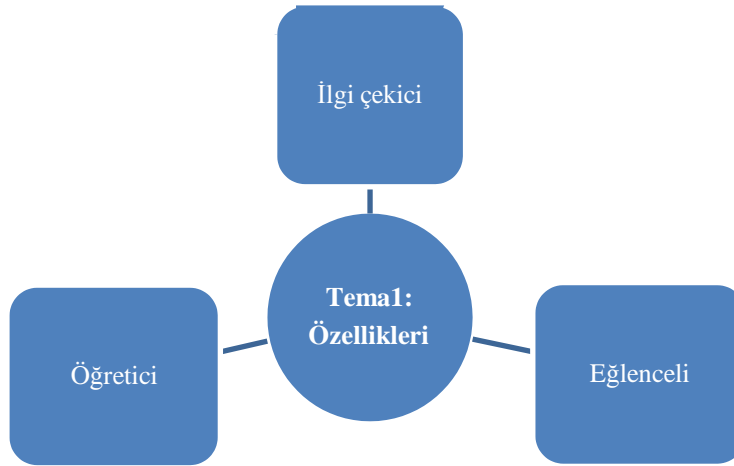 İlgi çekici
Tema1:
Özellikleri
Öğretici
Eğlenceli